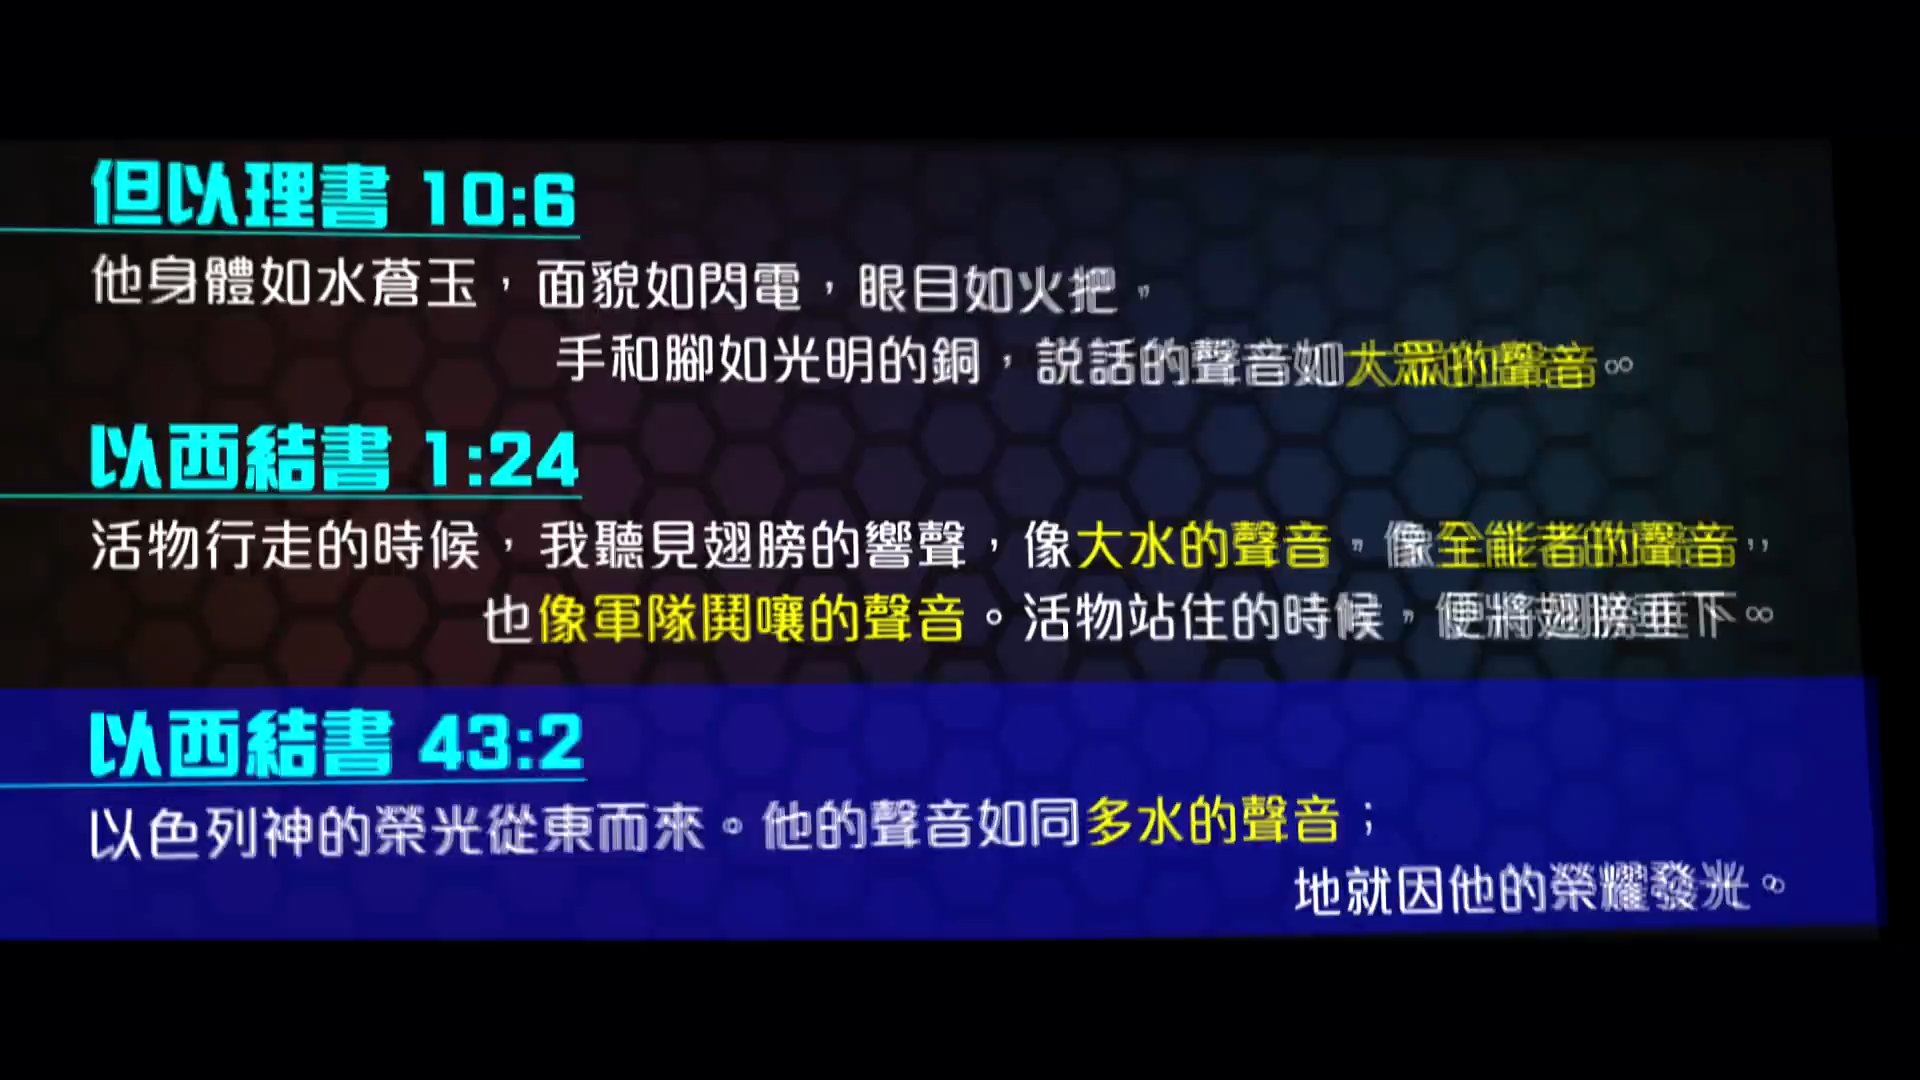 但以理書 10:6
他身體如水蒼玉，面貌如閃電，眼目如火把，
手和腳如光明的銅，説話的聲音如大眾的聲音。
以西結書 1:24
活物行走的時候，我聽見翅膀的響聲，像大水的聲音，像全能者的聲音，
也像軍隊鬨嚷的聲音。活物站住的時候，便將翅膀垂下。
以西結書 43:2
以色列神的榮光從東而來。他的聲音如同多水的聲音；
地就因他的榮耀發光。